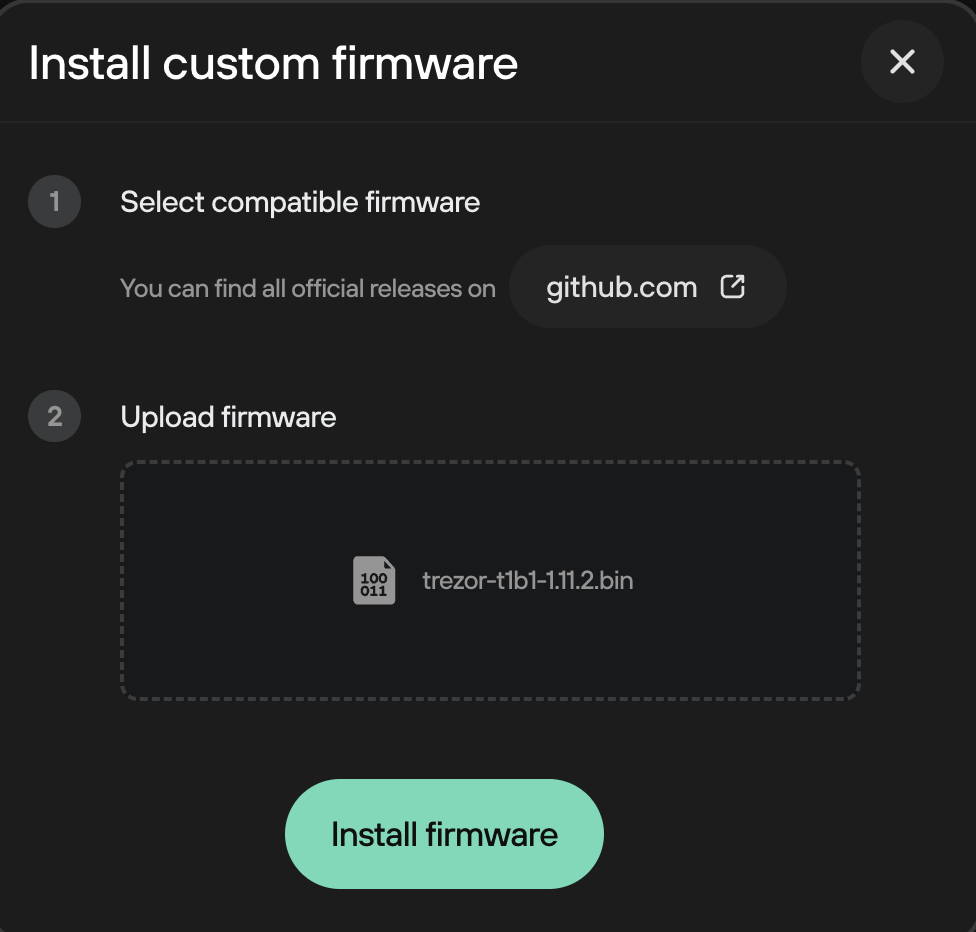 Install custom firmware
1
Select compatible firmware
You can find all official releases on github.com
2
Upload firmware
100
011
trezor-t1b1-1.11.2.bin
Install firmware